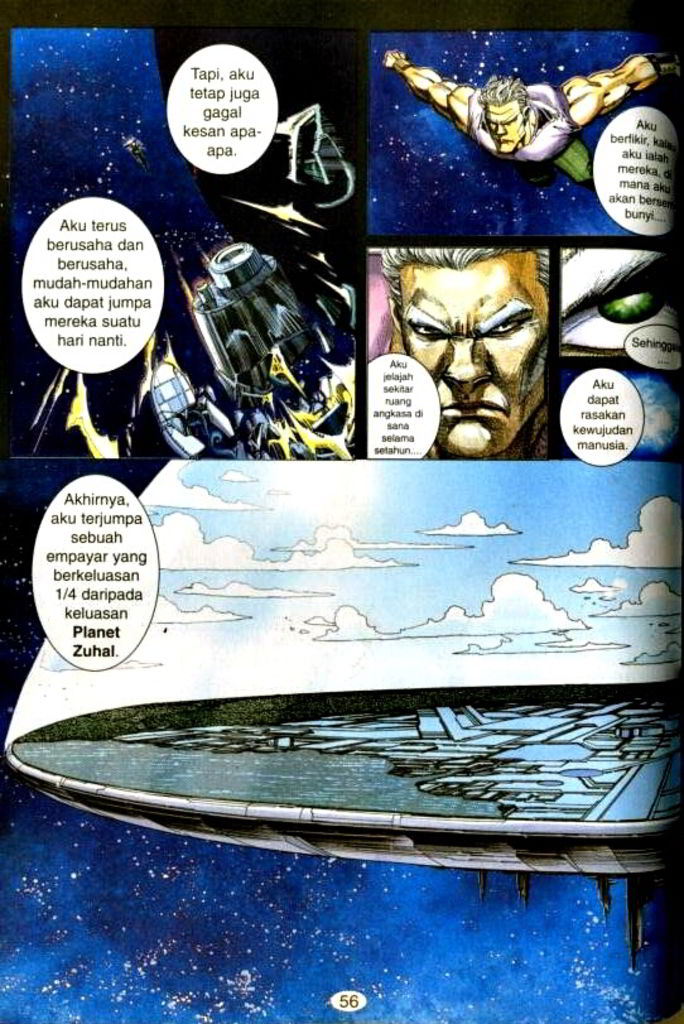 Tapi, aku
tetap juga
gagal
kesan apa-
apa.
Aku terus
berusaha dan
berusaha,
mudah-mudahan
aku dapat jumpa
mereka suatu
hari nanti.
Aku
berfikir,
aku ialah
mereka, di
mana aku
akan
bunyi....
Aku
jelajah
sekitar
ruang
angkasa di
sana
selama
setahun....
Sehingga
....
Aku
dapat
rasakan
kewujudan
manusia.
Akhirnya,
aku terjumpa
sebuah
empayar yang
berkeluasan
1/4 daripada
keluasan
Planet
Zuhal.
56